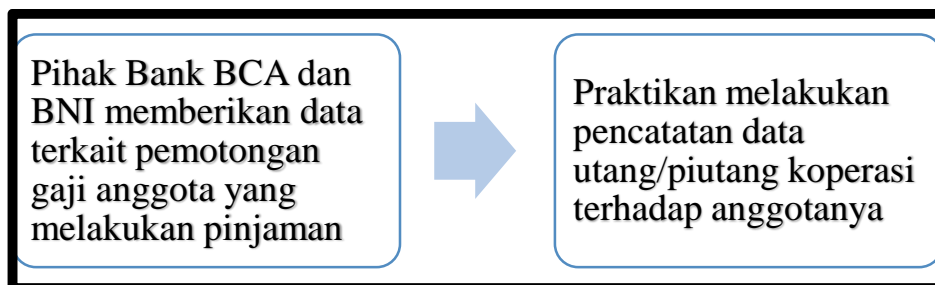 Pihak Bank BCA dan
BNI memberikan data
terkait pemotongan
gaji anggota yang
melakukan pinjaman
Praktikan melakukan
pencatatan data
utang/piutang koperasi
terhadap anggotanya